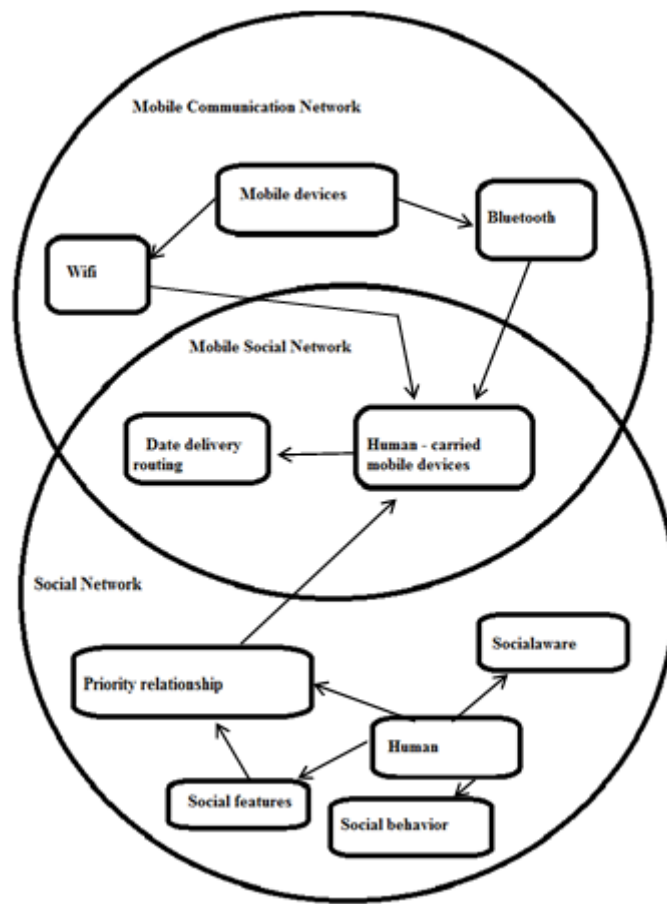 Mobile Communication Network
Mobile devices
Bluetooth
Wifi
Mobile Social Network
Date delivery
routing
Human - carried
mobile devices
Social Network
Socialaware
Priority relationship
Human
Social features
Social behavior